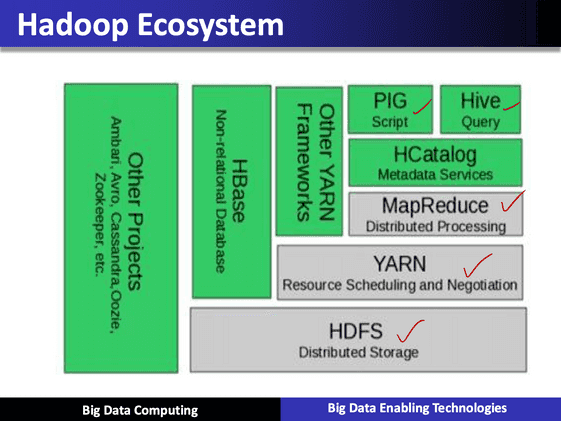 Hadoop Ecosystem
Other Projects
Ambari, Avro, Cassandra,Oozie,
Zookeeper, etc.
HBase
Non-relational Database
Other YARN
Frameworks
PIG
Script
Hive
Query
HCatalog
Metadata Services
MapReduce
Distributed Processing
YARN
Resource Scheduling and Negotiation
HDFS
Distributed Storage
Big Data Computing
Big Data Enabling Technologies